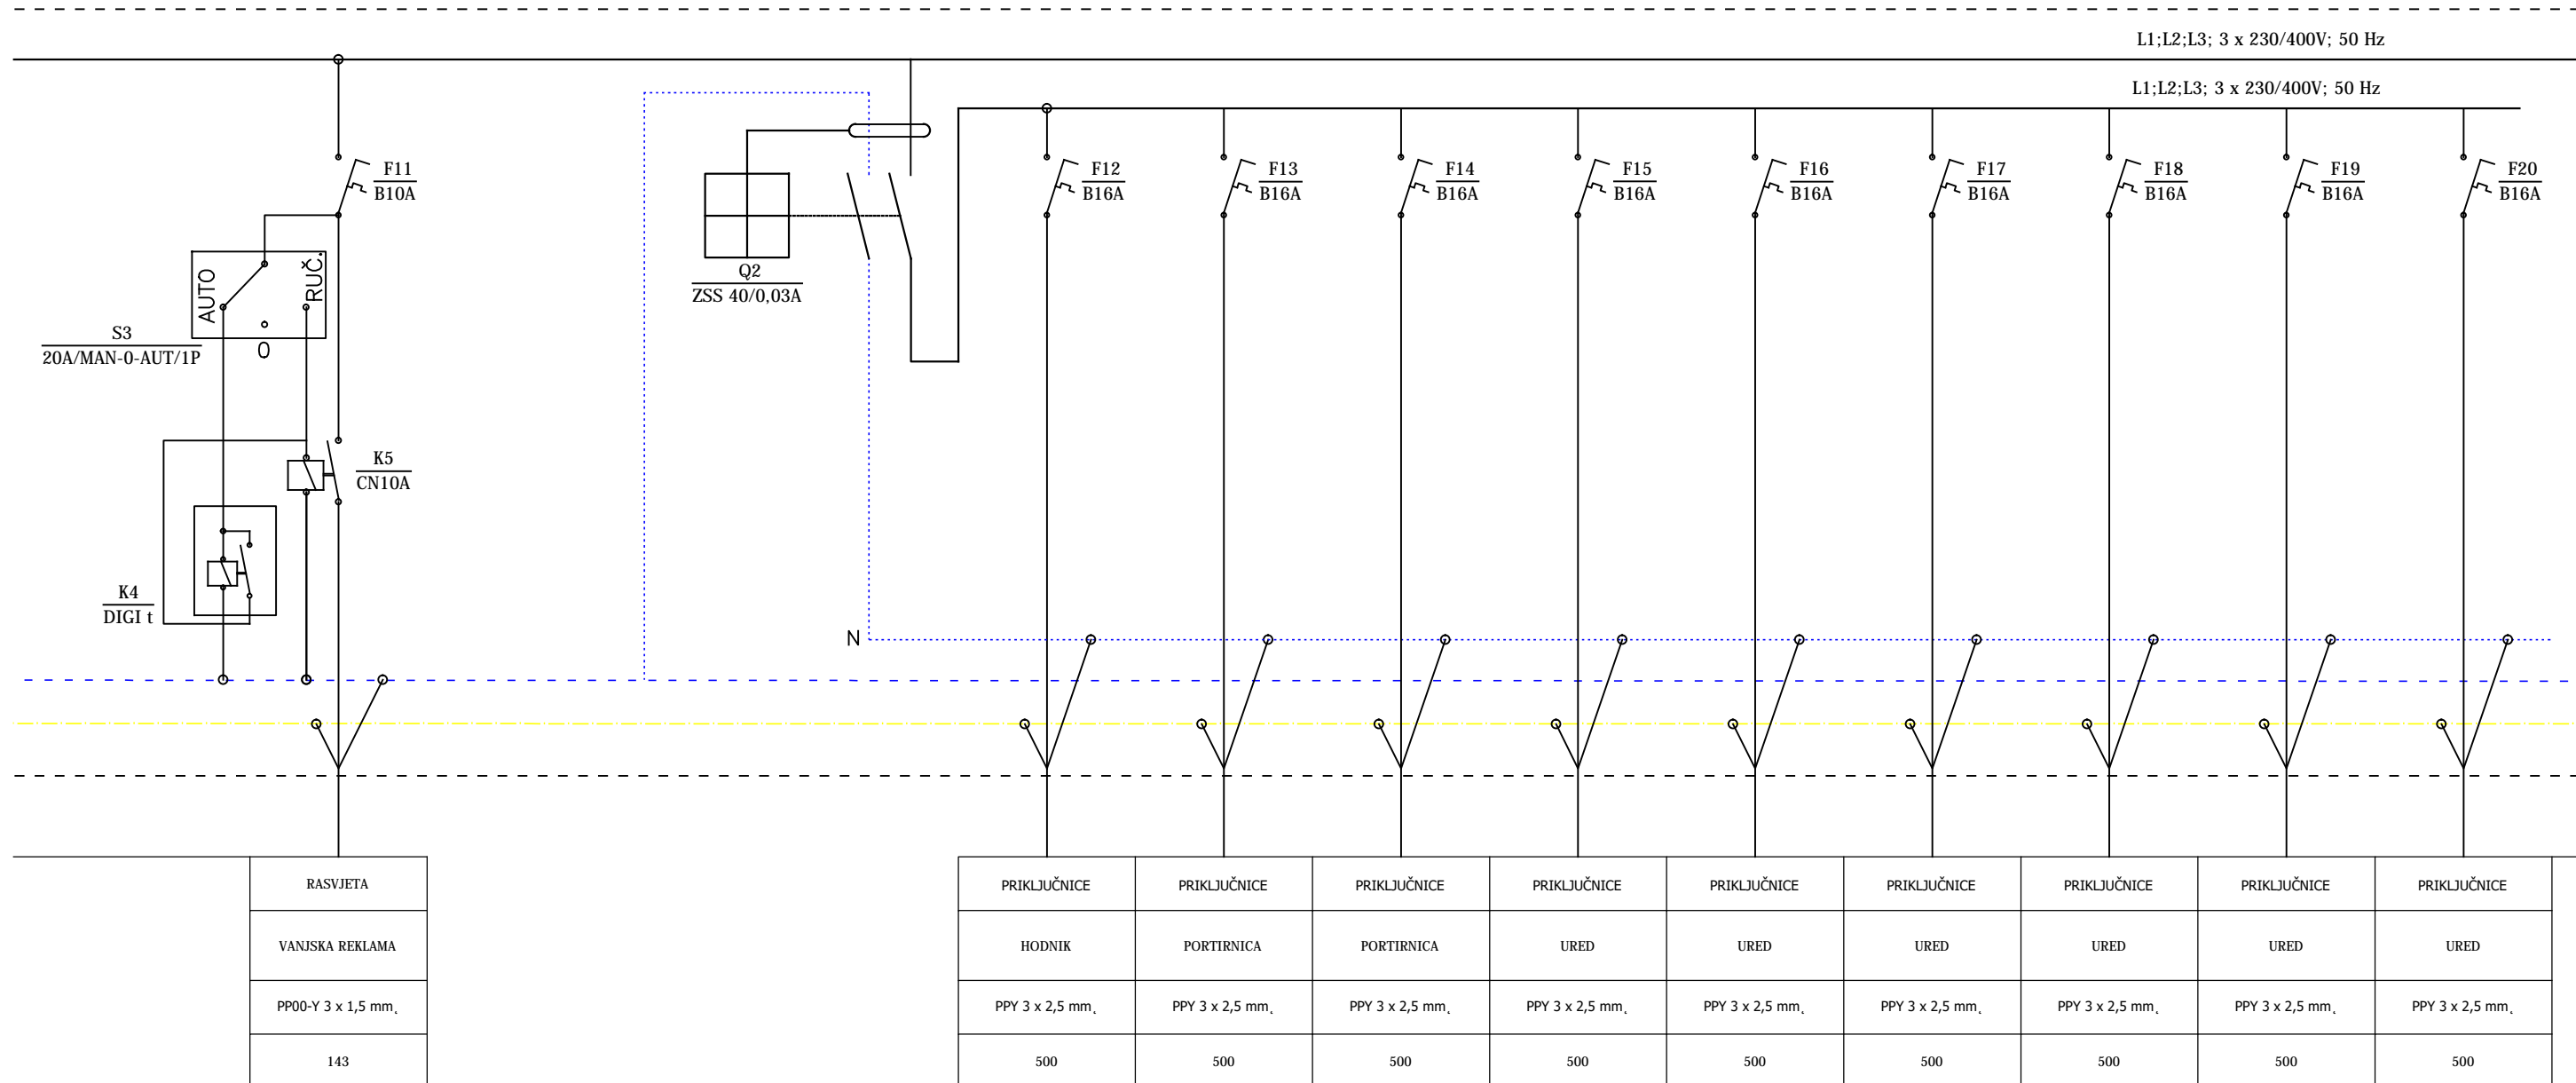 L1;L2;L3; 3 x 230/400V; 50 Hz
L1;L2;L3; 3 x 230/400V; 50 Hz
F11
B10A
F12
B16A
F13
B16A
F14
B16A
F15
B16A
F16
B16A
F17
B16A
F18
B16A
F19
B16A
F20
B16A
AUTO
RUČ.
0
S3
20A/MAN-0-AUT/1P
Q2
ZSS 40/0,03A
K5
CN10A
K4
DIGI t
N
RASVJETA
PRIKLJUČNICE PRIKLJUČNICE PRIKLJUČNICE PRIKLJUČNICE PRIKLJUČNICE PRIKLJUČNICE PRIKLJUČNICE PRIKLJUČNICE PRIKLJUČNICE
VANJSKA REKLAMA
HODNIK PORTIRNICA PORTIRNICA URED URED URED URED URED URED
PP00-Y 3 x 1,5 mm¸
PPY 3 x 2,5 mm¸ PPY 3 x 2,5 mm¸ PPY 3 x 2,5 mm¸ PPY 3 x 2,5 mm¸ PPY 3 x 2,5 mm¸ PPY 3 x 2,5 mm¸ PPY 3 x 2,5 mm¸ PPY 3 x 2,5 mm¸ PPY 3 x 2,5 mm¸
143
500 500 500 500 500 500 500 500 500